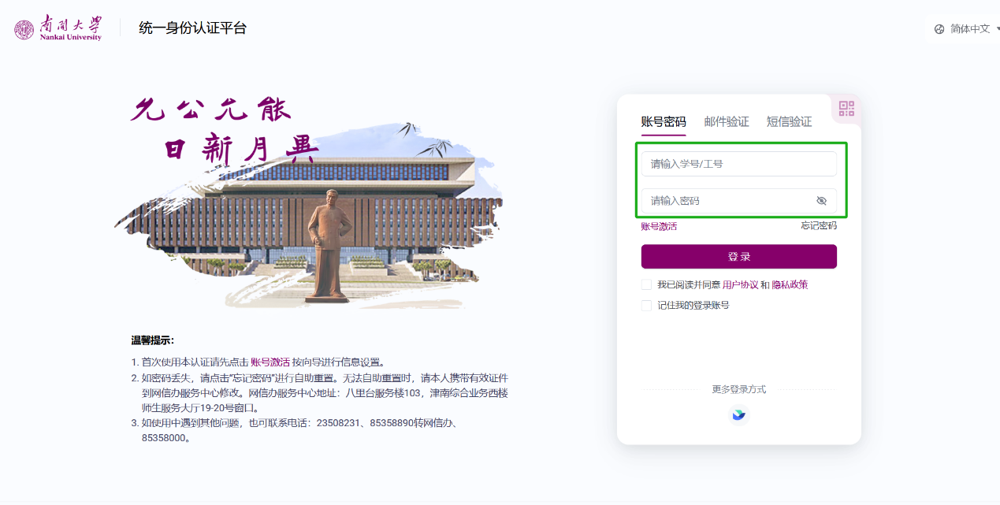 南開大學
Nankai University
统一身份认证平台
简体中文
允公允能
日新月異
账号密码
邮件验证
短信验证
请输入学号/工号
请输入密码
账号激活
忘记密码
登录
我已阅读并同意 用户协议 和 隐私政策
记住我的登录账号
更多登录方式
温馨提示：
1. 首次使用本认证请先点击 账号激活 按向导进行信息设置。
2. 如密码丢失，请点击“忘记密码”进行自助重置。无法自助重置时，请本人携带有效证件
到网信办服务中心修改。网信办服务中心地址：八里台服务楼103，津南综合业务西楼
师生服务大厅19-20号窗口。
3. 如使用中遇到其他问题，也可联系电话：23508231、85358890转网信办、
85358000。